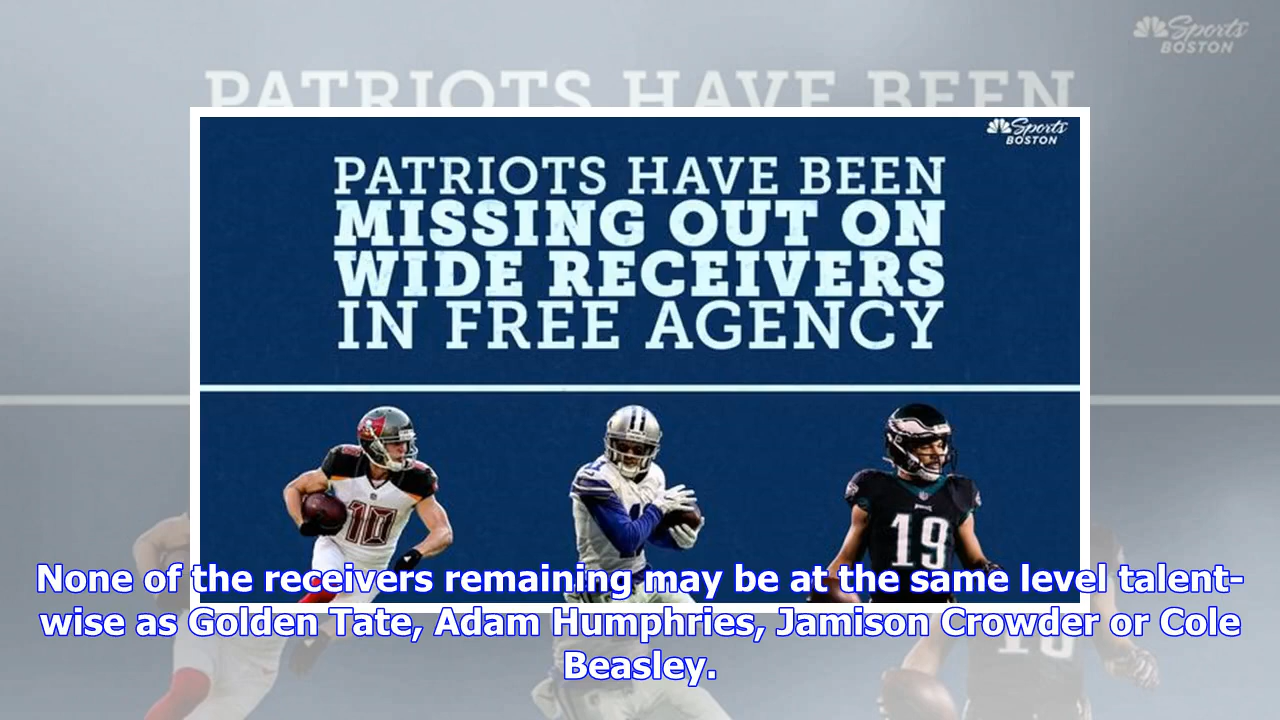 Sports
BOSTON
PATRIOTS HAVE BEEN
Sports
BOSTON
PATRIOTS HAVE BEEN
MISSING OUT ON
WIDE RECEIVERS
IN FREE AGENCY
10
19
None of the receivers remaining may be at the same level talent-
wise as Golden Tate, Adam Humphries, Jamison Crowder or Cole
Beasley.